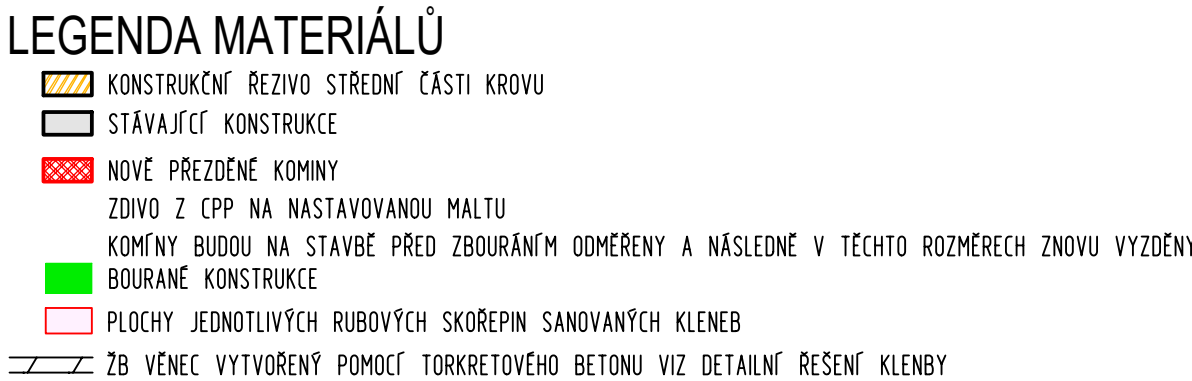 LEGENDA MATERIÁLŮ
KONSTRUKČNÍ ŘEZIVO STŘEDNÍ ČÁSTI KROVU
STÁVAJÍCÍ KONSTRUKCE
NOVĚ PŘEZDĚNÉ KOMINY
ZDIVO Z CPP NA NASTAVOVANOU MALTU
KOMÍNY BUDOU NA STAVBĚ PŘED ZBOURÁNÍM ODMĚŘENY A NÁSLEDNĚ V TĚCHTO ROZMĚRECH ZNOVU VYZDĚNY
BOURANÉ KONSTRUKCE
PLOCHY JEDNOTLIVÝCH RUBOVÝCH SKOŘEPIN SANOVANÝCH KLENEB
ŽB VĚNEC VYTVOŘENÝ POMOCÍ TORKRETOVÉHO BETONU VIZ DETAILNÍ ŘEŠENÍ KLENBY